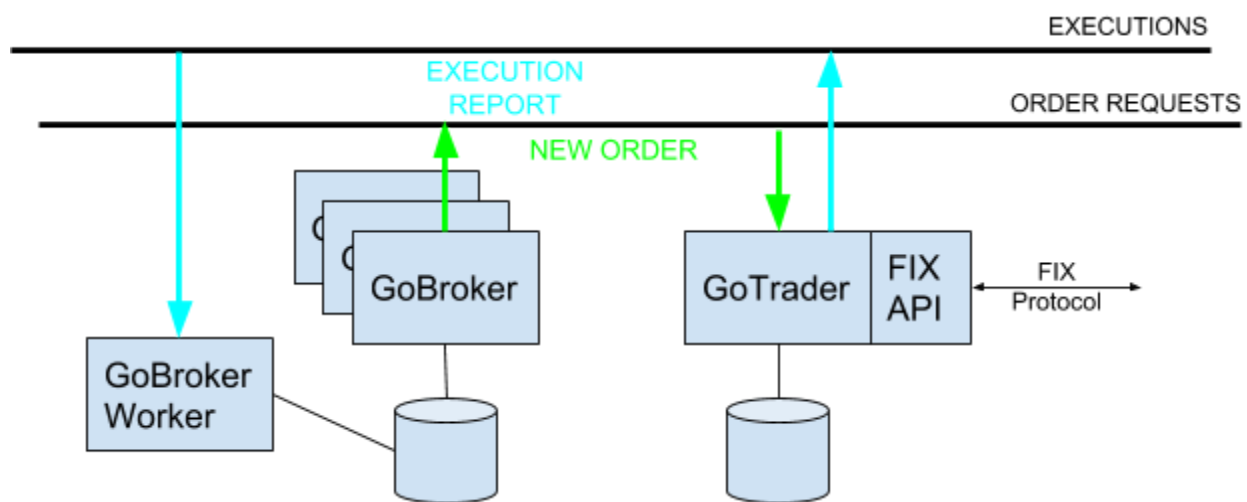 EXECUTIONS
EXECUTION
REPORT
ORDER REQUESTS
NEW ORDER
GoBroker
GoTrader
FIX
API
FIX
Protocol
GoBroker
Worker